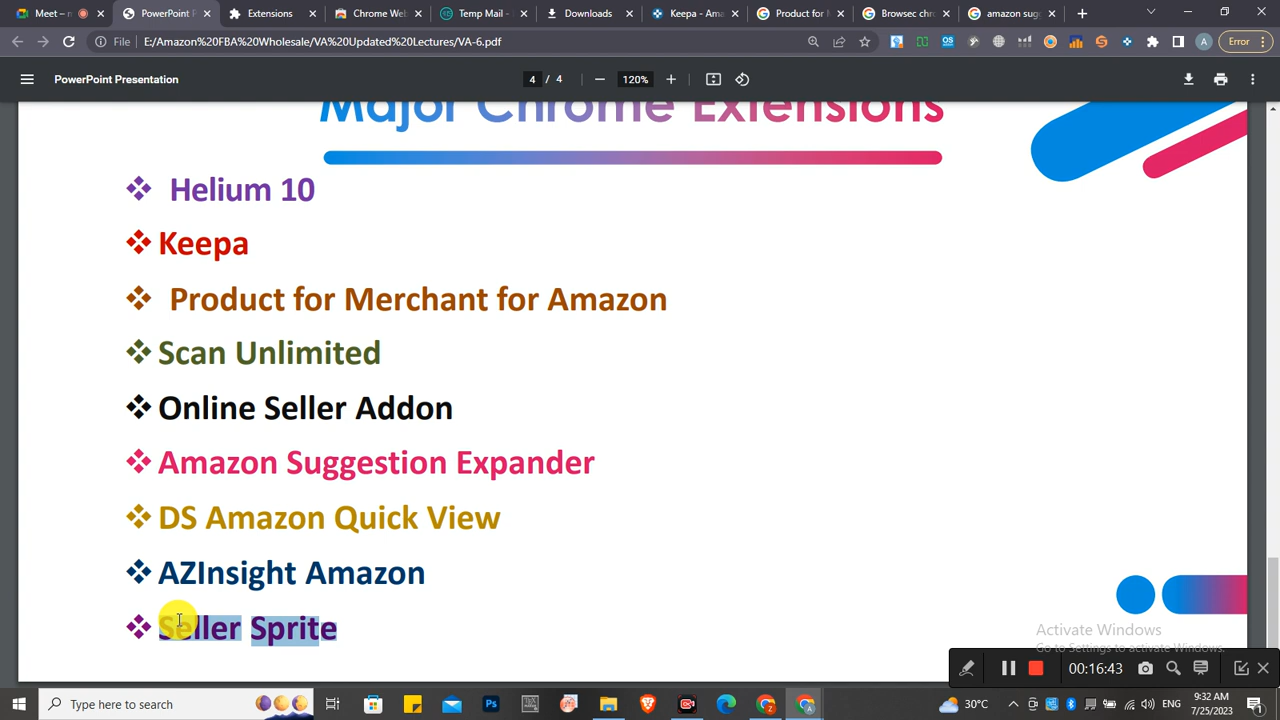 Meet –
PowerPoint P
Extensions
Chrome Web
Temp Mail -
Downloads
Keepa - Ama
Product for M
Browsec chr
amazon sugg
File
E:/Amazon%20FBA%20Wholesale/VA%20Updated%20Lectures/VA-6.pdf
A
Error
PowerPoint Presentation
4 / 4
120%
Major Chrome Extensions
Helium 10
Keepa
Product for Merchant for Amazon
Scan Unlimited
Online Seller Addon
Amazon Suggestion Expander
DS Amazon Quick View
AZInsight Amazon
Seller Sprite
Activate Windows
Go to Settings to activate Windows.
00:16:43
Type here to search
30°C
ENG
9:32 AM
7/25/2023